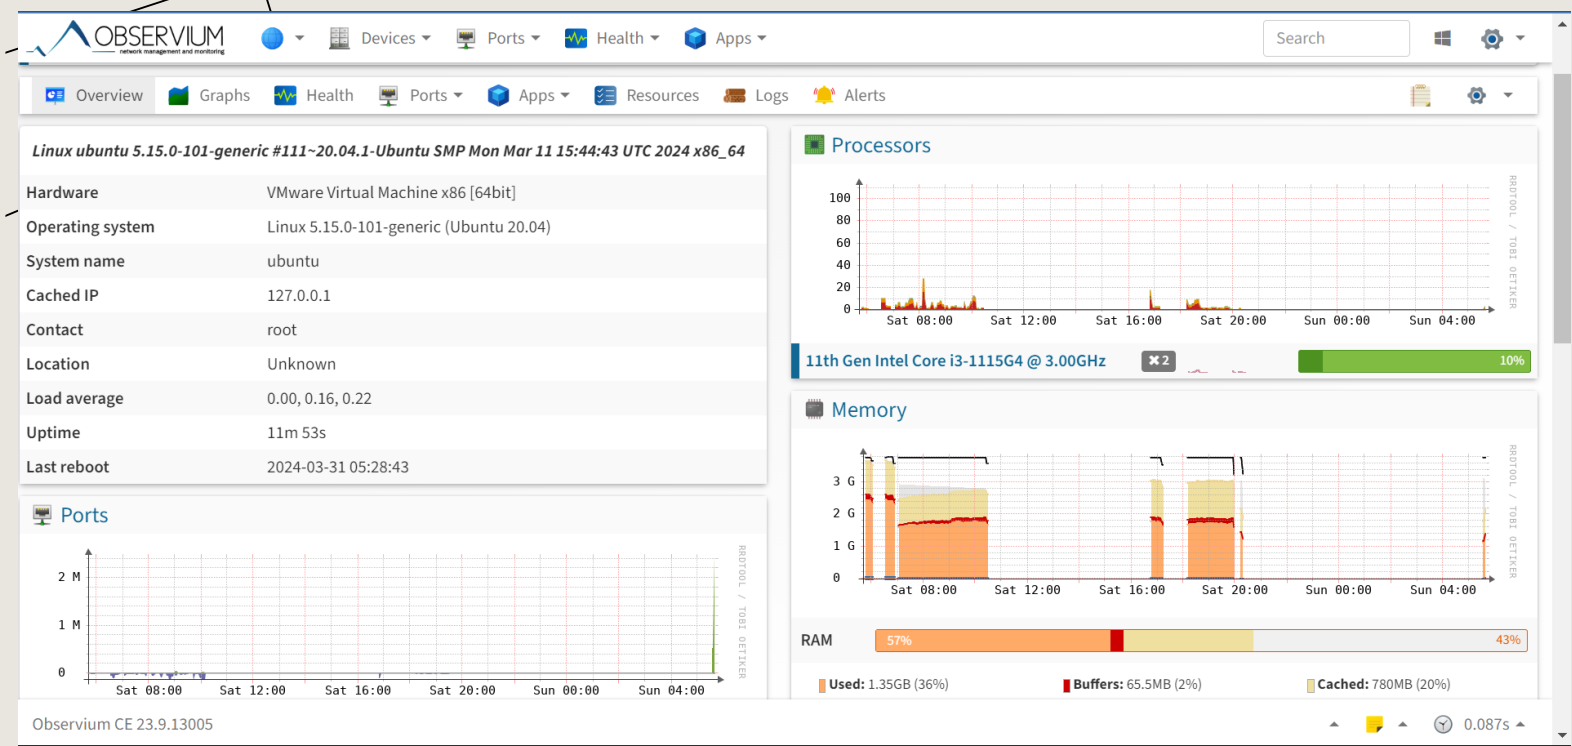 OBSERVIUM
network management and monitoring
Devices
Ports
Health
Apps
Search
Overview
Graphs
Health
Ports
Apps
Resources
Logs
Alerts
Linux ubuntu 5.15.0-101-generic #111~20.04.1-Ubuntu SMP Mon Mar 11 15:44:43 UTC 2024 x86_64
Hardware VMware Virtual Machine x86 [64bit]
Operating system Linux 5.15.0-101-generic (Ubuntu 20.04)
System name ubuntu
Cached IP 127.0.0.1
Contact root
Location Unknown
Load average 0.00, 0.16, 0.22
Uptime 11m 53s
Last reboot 2024-03-31 05:28:43
Ports
2 M
1 M
0
Sat 08:00 Sat 12:00 Sat 16:00 Sat 20:00 Sun 00:00 Sun 04:00
RRDTOOL / TOBI OETIKER
Processors
100
80
60
40
20
0
Sat 08:00 Sat 12:00 Sat 16:00 Sat 20:00 Sun 00:00 Sun 04:00
RRDTOOL / TOBI OETIKER
11th Gen Intel Core i3-1115G4 @ 3.00GHz ✖ 2 10%
Memory
3 G
2 G
1 G
0
Sat 08:00 Sat 12:00 Sat 16:00 Sat 20:00 Sun 00:00 Sun 04:00
RRDTOOL / TOBI OETIKER
RAM 57% 43%
Used: 1.35GB (36%) Buffers: 65.5MB (2%) Cached: 780MB (20%)
Observium CE 23.9.13005
0.087s